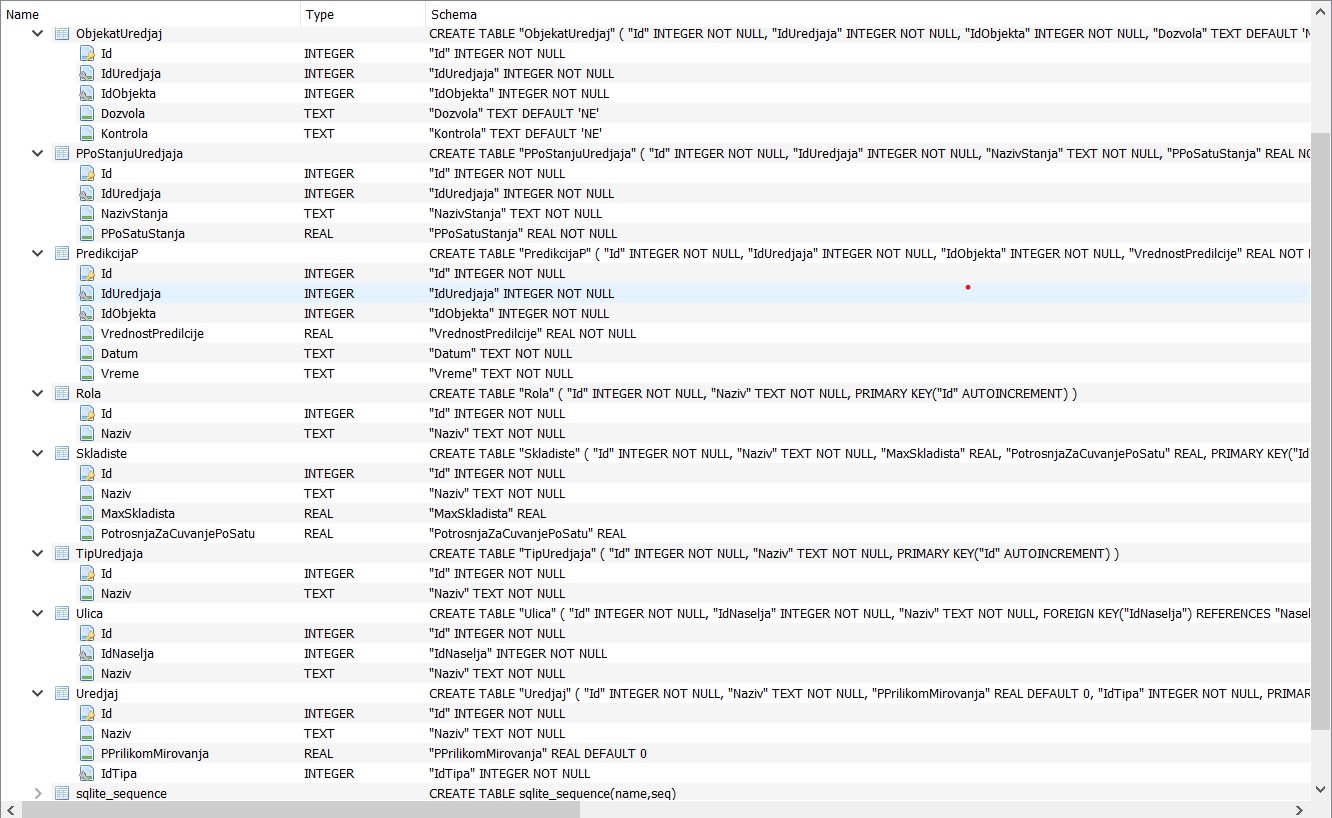 Name Type Schema
ObjekatUredjaj CREATE TABLE "ObjekatUredjaj" ( "Id" INTEGER NOT NULL, "IdUredjaja" INTEGER NOT NULL, "IdObjekta" INTEGER NOT NULL, "Dozvola" TEXT DEFAULT 'N
Id INTEGER "Id" INTEGER NOT NULL
IdUredjaja INTEGER "IdUredjaja" INTEGER NOT NULL
IdObjekta INTEGER "IdObjekta" INTEGER NOT NULL
Dozvola TEXT "Dozvola" TEXT DEFAULT 'NE'
Kontrola TEXT "Kontrola" TEXT DEFAULT 'NE'
PPoStanjuUredjaja CREATE TABLE "PPoStanjuUredjaja" ( "Id" INTEGER NOT NULL, "IdUredjaja" INTEGER NOT NULL, "NazivStanja" TEXT NOT NULL, "PPoSatuStanja" REAL NO
Id INTEGER "Id" INTEGER NOT NULL
IdUredjaja INTEGER "IdUredjaja" INTEGER NOT NULL
NazivStanja TEXT "NazivStanja" TEXT NOT NULL
PPoSatuStanja REAL "PPoSatuStanja" REAL NOT NULL
PredikcijaP CREATE TABLE "PredikcijaP" ( "Id" INTEGER NOT NULL, "IdUredjaja" INTEGER NOT NULL, "IdObjekta" INTEGER NOT NULL, "VrednostPredilcije" REAL NOT
Id INTEGER "Id" INTEGER NOT NULL
IdUredjaja INTEGER "IdUredjaja" INTEGER NOT NULL
IdObjekta INTEGER "IdObjekta" INTEGER NOT NULL
VrednostPredilcije REAL "VrednostPredilcije" REAL NOT NULL
Datum TEXT "Datum" TEXT NOT NULL
Vreme TEXT "Vreme" TEXT NOT NULL
Rola CREATE TABLE "Rola" ( "Id" INTEGER NOT NULL, "Naziv" TEXT NOT NULL, PRIMARY KEY("Id" AUTOINCREMENT) )
Id INTEGER "Id" INTEGER NOT NULL
Naziv TEXT "Naziv" TEXT NOT NULL
Skladiste CREATE TABLE "Skladiste" ( "Id" INTEGER NOT NULL, "Naziv" TEXT NOT NULL, "MaxSkladista" REAL, "PotrosnjaZaCuvanjePoSatu" REAL, PRIMARY KEY("Id"
Id INTEGER "Id" INTEGER NOT NULL
Naziv TEXT "Naziv" TEXT NOT NULL
MaxSkladista REAL "MaxSkladista" REAL
PotrosnjaZaCuvanjePoSatu REAL "PotrosnjaZaCuvanjePoSatu" REAL
TipUredjaja CREATE TABLE "TipUredjaja" ( "Id" INTEGER NOT NULL, "Naziv" TEXT NOT NULL, PRIMARY KEY("Id" AUTOINCREMENT) )
Id INTEGER "Id" INTEGER NOT NULL
Naziv TEXT "Naziv" TEXT NOT NULL
Ulica CREATE TABLE "Ulica" ( "Id" INTEGER NOT NULL, "IdNaselja" INTEGER NOT NULL, "Naziv" TEXT NOT NULL, FOREIGN KEY("IdNaselja") REFERENCES "Nasel
Id INTEGER "Id" INTEGER NOT NULL
IdNaselja INTEGER "IdNaselja" INTEGER NOT NULL
Naziv TEXT "Naziv" TEXT NOT NULL
Uredjaj CREATE TABLE "Uredjaj" ( "Id" INTEGER NOT NULL, "Naziv" TEXT NOT NULL, "PPrilikomMirovanja" REAL DEFAULT 0, "IdTipa" INTEGER NOT NULL, PRIMAR
Id INTEGER "Id" INTEGER NOT NULL
Naziv TEXT "Naziv" TEXT NOT NULL
PPrilikomMirovanja REAL "PPrilikomMirovanja" REAL DEFAULT 0
IdTipa INTEGER "IdTipa" INTEGER NOT NULL
sqlite_sequence CREATE TABLE sqlite_sequence(name,seq)